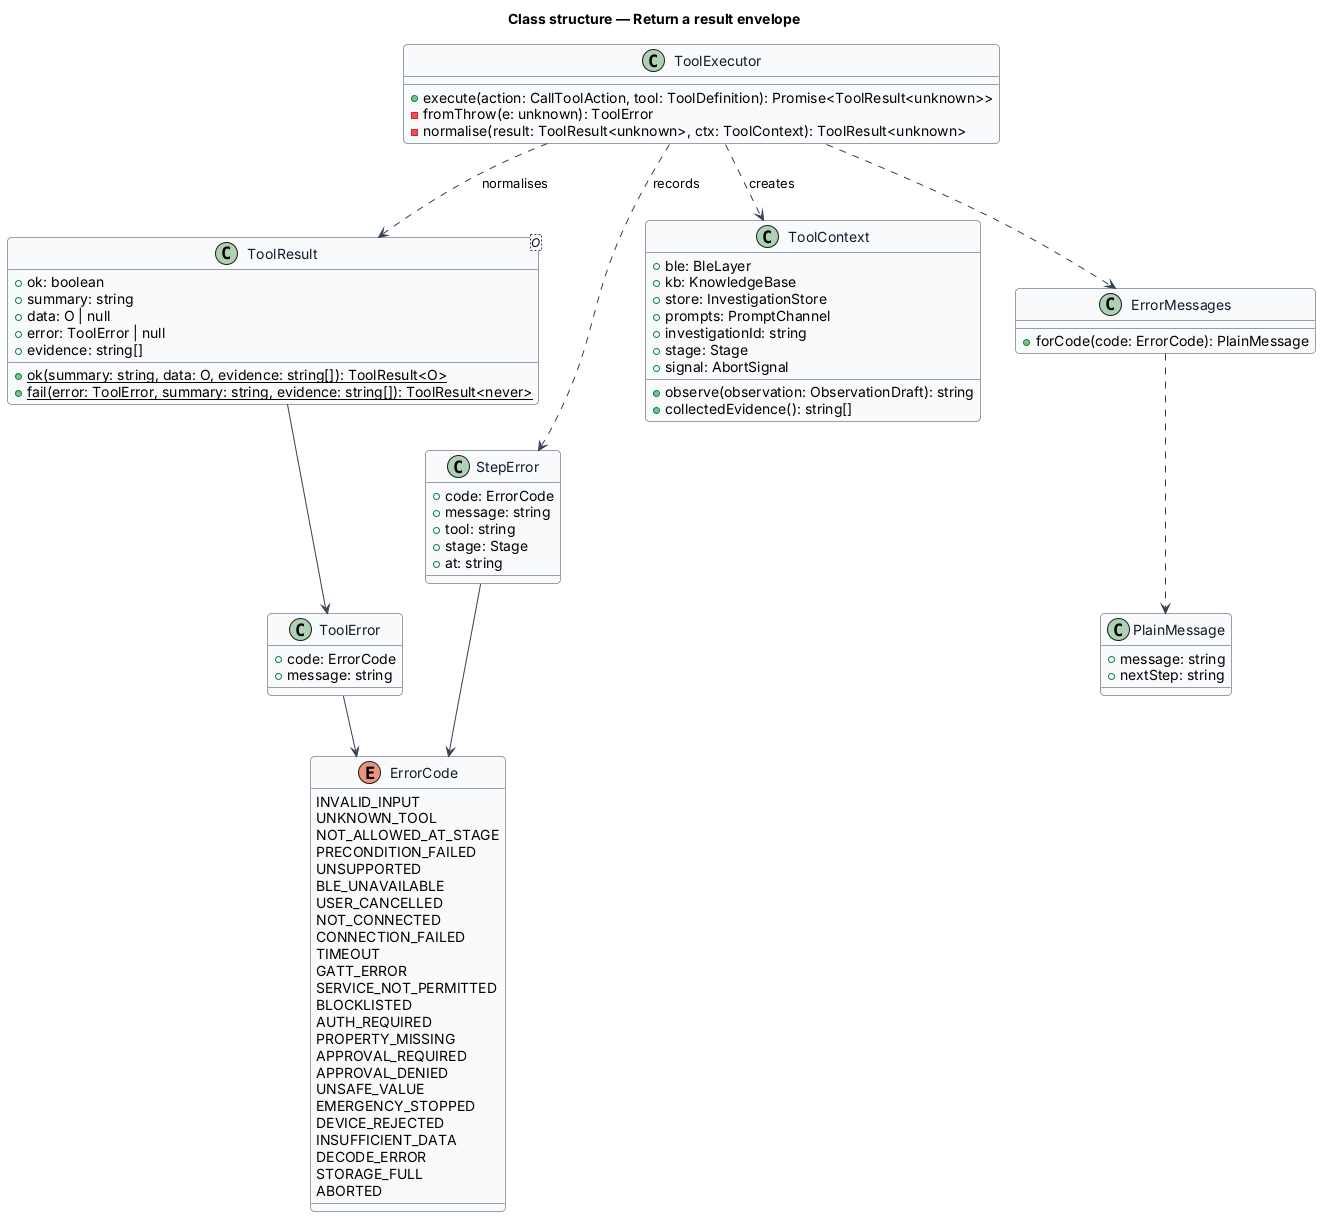 Class structure — Return a result envelope
C ToolExecutor
execute(action: CallToolAction, tool: ToolDefinition): Promise<ToolResult<unknown>>
fromThrow(e: unknown): ToolError
normalise(result: ToolResult<unknown>, ctx: ToolContext): ToolResult<unknown>
normalises
records
creates
C ToolResult
O
ok: boolean
summary: string
data: O | null
error: ToolError | null
evidence: string[]
ok(summary: string, data: O, evidence: string[]): ToolResult<O>
fail(error: ToolError, summary: string, evidence: string[]): ToolResult<never>
C ToolContext
ble: BleLayer
kb: KnowledgeBase
store: InvestigationStore
prompts: PromptChannel
investigationId: string
stage: Stage
signal: AbortSignal
observe(observation: ObservationDraft): string
collectedEvidence(): string[]
C ErrorMessages
forCode(code: ErrorCode): PlainMessage
C StepError
code: ErrorCode
message: string
tool: string
stage: Stage
at: string
C ToolError
code: ErrorCode
message: string
C PlainMessage
message: string
nextStep: string
E ErrorCode
INVALID_INPUT
UNKNOWN_TOOL
NOT_ALLOWED_AT_STAGE
PRECONDITION_FAILED
UNSUPPORTED
BLE_UNAVAILABLE
USER_CANCELLED
NOT_CONNECTED
CONNECTION_FAILED
TIMEOUT
GATT_ERROR
SERVICE_NOT_PERMITTED
BLOCKLISTED
AUTH_REQUIRED
PROPERTY_MISSING
APPROVAL_REQUIRED
APPROVAL_DENIED
UNSAFE_VALUE
EMERGENCY_STOPPED
DEVICE_REJECTED
INSUFFICIENT_DATA
DECODE_ERROR
STORAGE_FULL
ABORTED